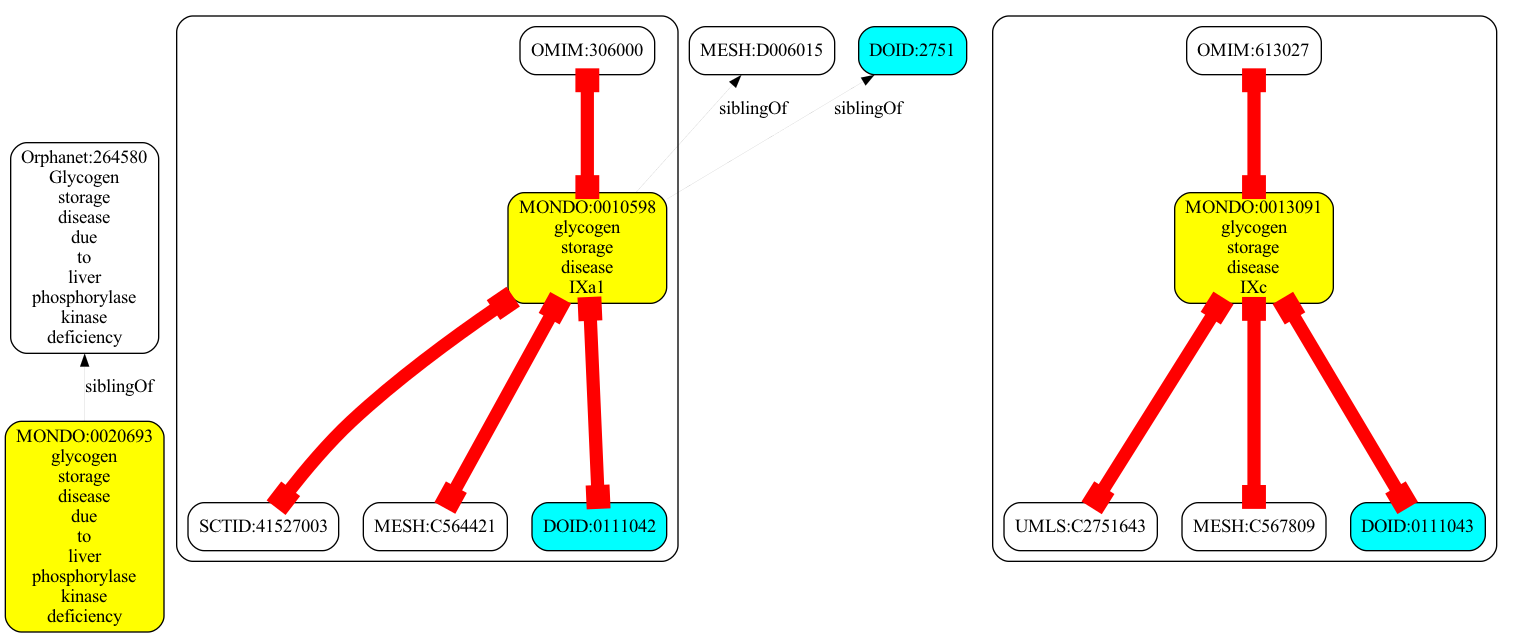 OMIM:306000
MESH:D006015
DOID:2751
OMIM:613027
siblingOf
siblingOf
Orphanet:264580
Glycogen
storage
disease
due
to
liver
phosphorylase
kinase
deficiency
MONDO:0010598
glycogen
storage
disease
IXa1
MONDO:0013091
glycogen
storage
disease
IXc
siblingOf
MONDO:0020693
glycogen
storage
disease
due
to
liver
phosphorylase
kinase
deficiency
SCTID:41527003
MESH:C564421
DOID:0111042
UMLS:C2751643
MESH:C567809
DOID:0111043